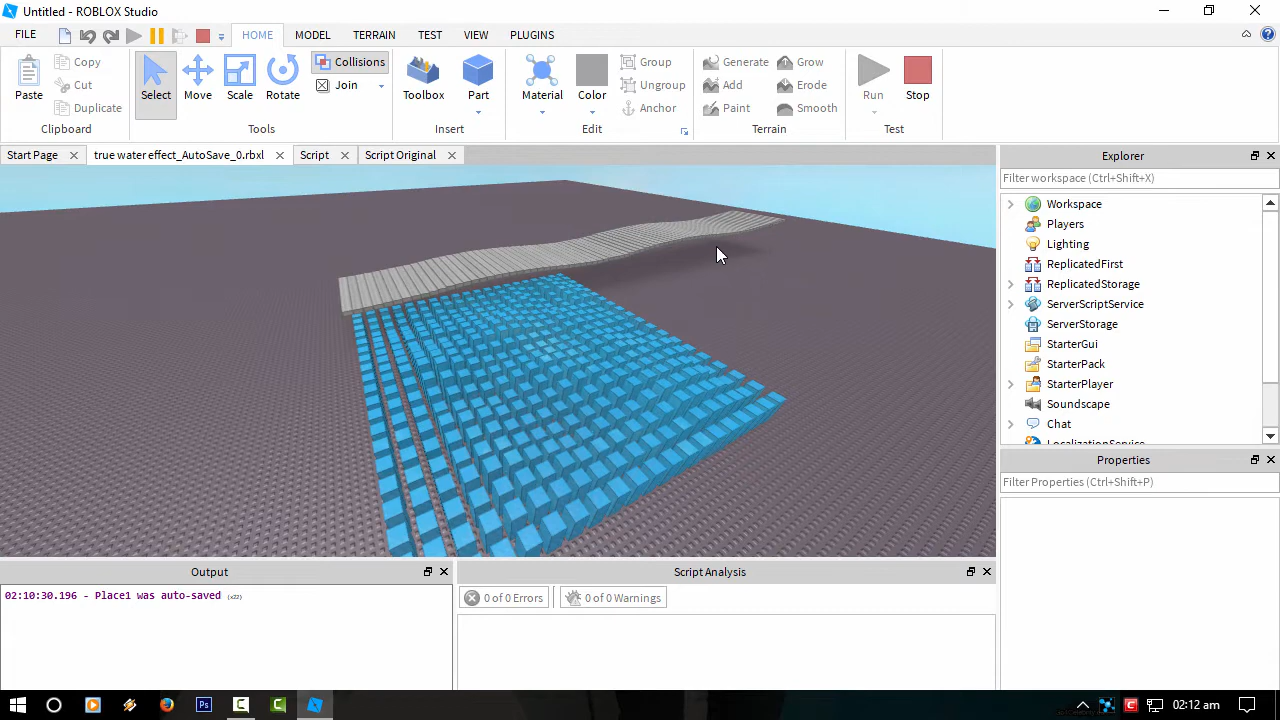 Untitled - ROBLOX Studio
FILE HOME MODEL TERRAIN TEST VIEW PLUGINS
Paste
Copy
Cut
Duplicate
Clipboard
Select
Move
Scale
Rotate
Collisions
Join
Tools
Toolbox
Part
Insert
Material
Color
Group
Ungroup
Anchor
Edit
Generate
Add
Paint
Grow
Erode
Smooth
Terrain
Run
Stop
Test
Start Page
true water effect_AutoSave_0.rbxl
Script
Script Original
Explorer
Filter workspace (Ctrl+Shift+X)
Workspace
Players
Lighting
ReplicatedFirst
ReplicatedStorage
ServerScriptService
ServerStorage
StarterGui
StarterPack
StarterPlayer
Soundscape
Chat
LocalizationService
Properties
Filter Properties (Ctrl+Shift+P)
Output
02:10:30.196 - Place1 was auto-saved (x22)
Script Analysis
0 of 0 Errors
0 of 0 Warnings
Ps
02:12 am